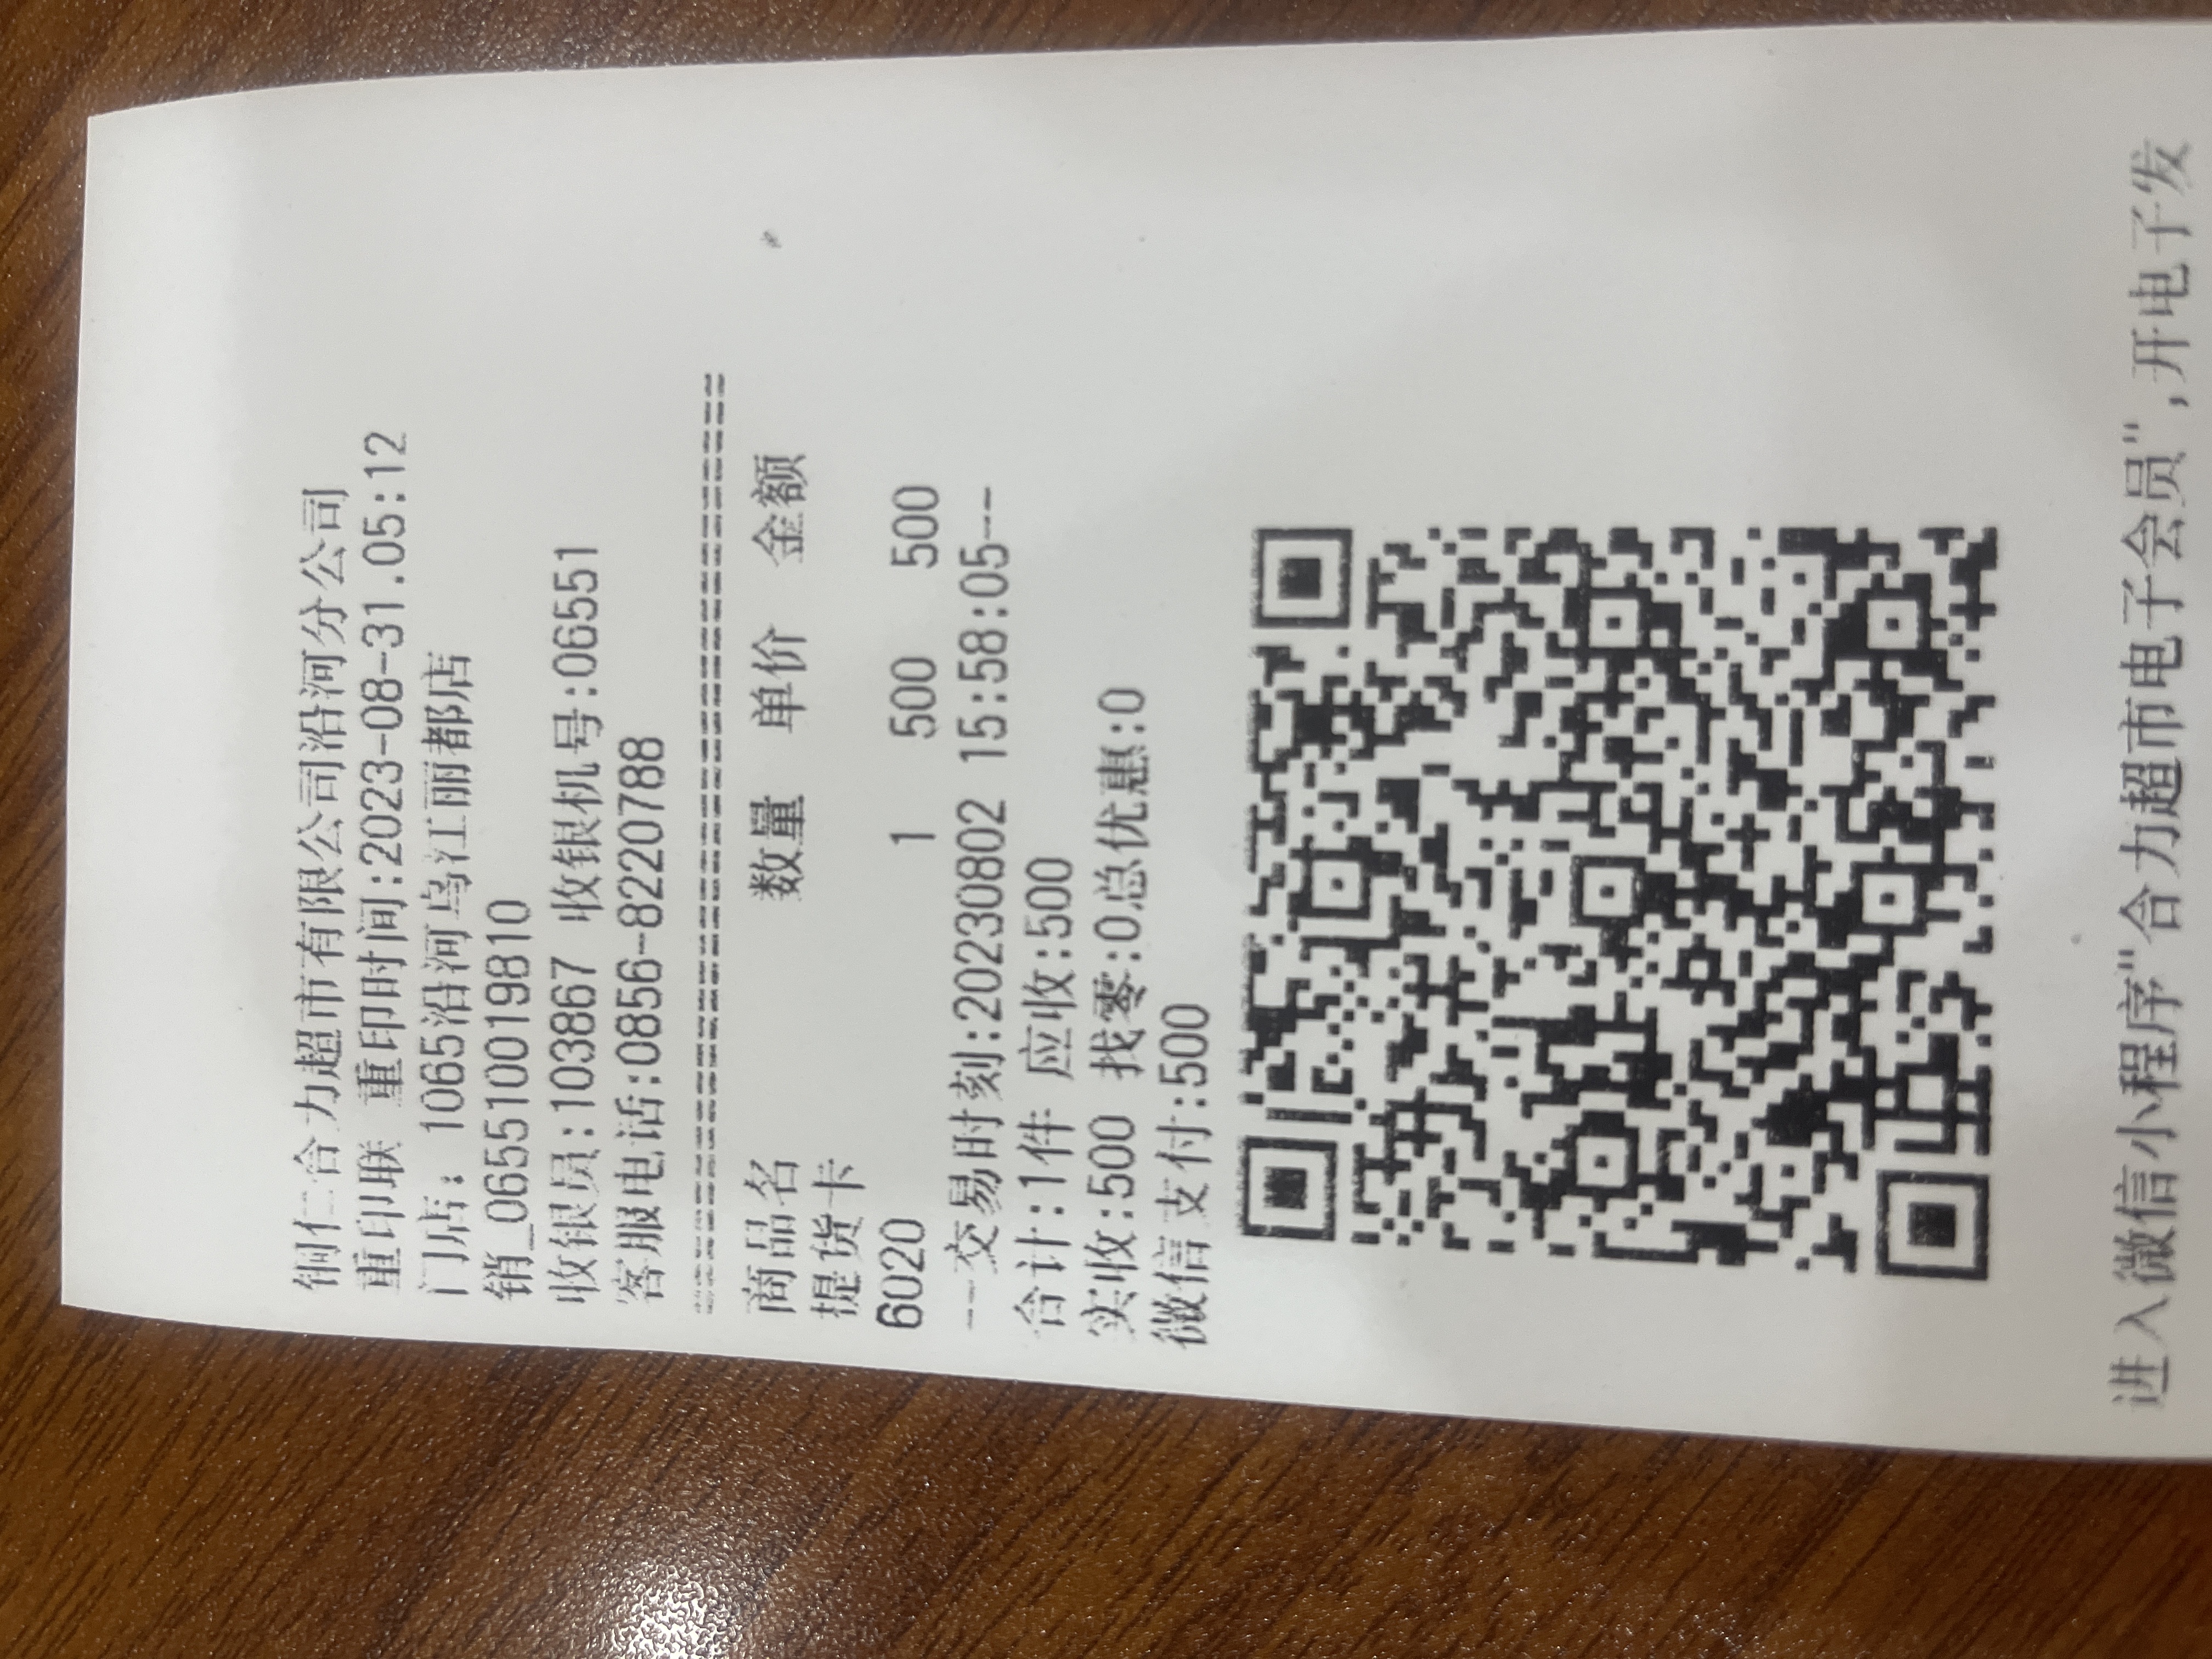 铜仁合力超市有限公司沿河分公司
重印联 重印时间:2023-08-31.05:12
门店: 1065沿河乌江丽都店
销_065510019810
收银员:103867 收银机号:06551
客服电话:0856-8220788
==========================================
商品名 数量 单价 金额
提货卡
6020 1 500 500
---交易时刻:20230802 15:58:05--
合计:1件 应收:500
实收:500 找零:0总优惠:0
微信支付:500
进入微信小程序"合力超市电子会员",开电子发